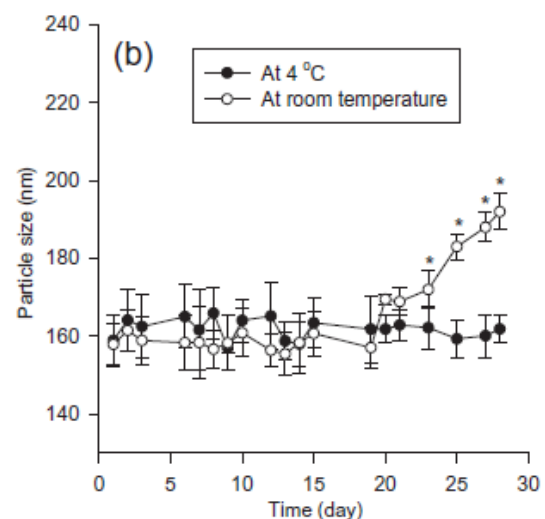 (b)
At 4 °C
At room temperature
Particle size (nm)
240
220
200
180
160
140
* * * *
0 5 10 15 20 25 30
Time (day)